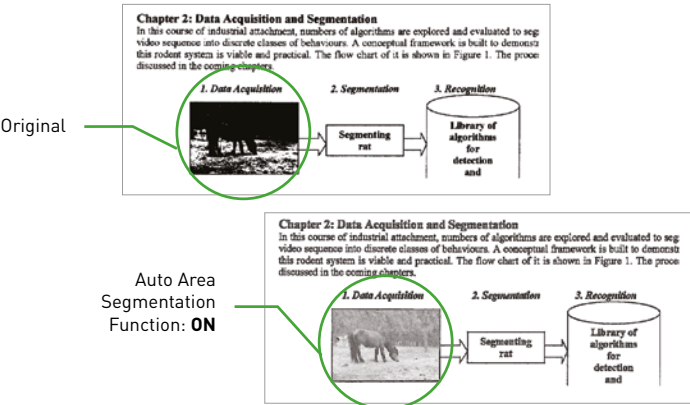 Chapter 2: Data Acquisition and Segmentation
In this course of industrial attachment, numbers of algorithms are explored and evaluated to seg
video sequence into discrete classes of behaviours. A conceptual framework is built to demonstr
this rodent system is viable and practical. The flow chart of it is shown in Figure 1. The proce
discussed in the coming chapters.
1. Data Acquisition 2. Segmentation 3. Recognition
Original
Segmenting
rat
Library of
algorithms
for
detection
and
Chapter 2: Data Acquisition and Segmentation
In this course of industrial attachment, numbers of algorithms are explored and evaluated to seg
video sequence into discrete classes of behaviours. A conceptual framework is built to demonstr
this rodent system is viable and practical. The flow chart of it is shown in Figure 1. The proce
discussed in the coming chapters.
Auto Area
Segmentation
Function: ON
1. Data Acquisition 2. Segmentation 3. Recognition
Segmenting
rat
Library of
algorithms
for
detection
and